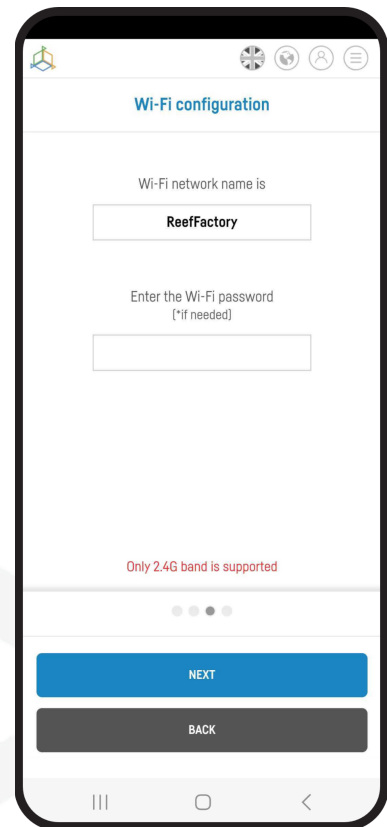 Wi-Fi configuration
Wi-Fi network name is
ReefFactory
Enter the Wi-Fi password
(*if needed)
Only 2.4G band is supported
NEXT
BACK